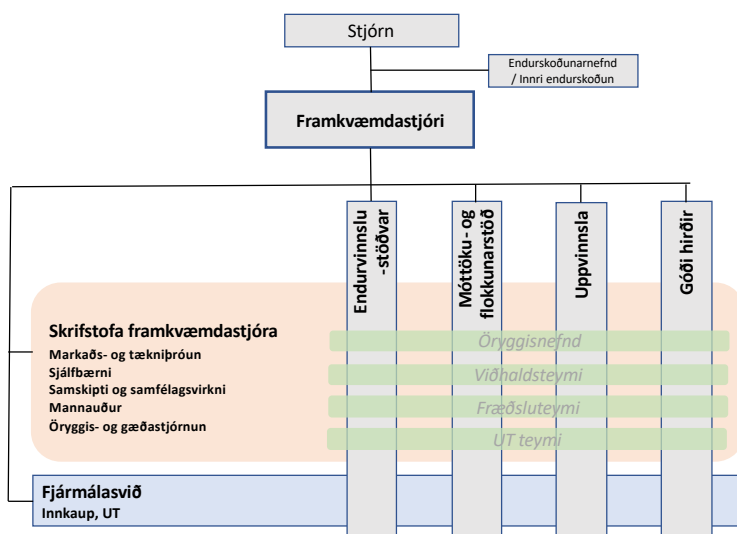 Stjórn
Endurskoðunarnefnd
/ Innri endurskoðun
Framkvæmdastjóri
Endurvinnslu
-stöðvar
Móttöku- og
flokkunarstöð
Uppvinnsla
Góði hirðir
Skrifstofa framkvæmdastjóra
Markaðs- og tækniþróun
Sjálfbærni
Samskipti og samfélagsvirkni
Mannauður
Öryggis- og gæðastjórnun
Öryggisnefnd
Viðhaldsteymi
Fræðsluteymi
UT teymi
Fjármálasvið
Innkaup, UT